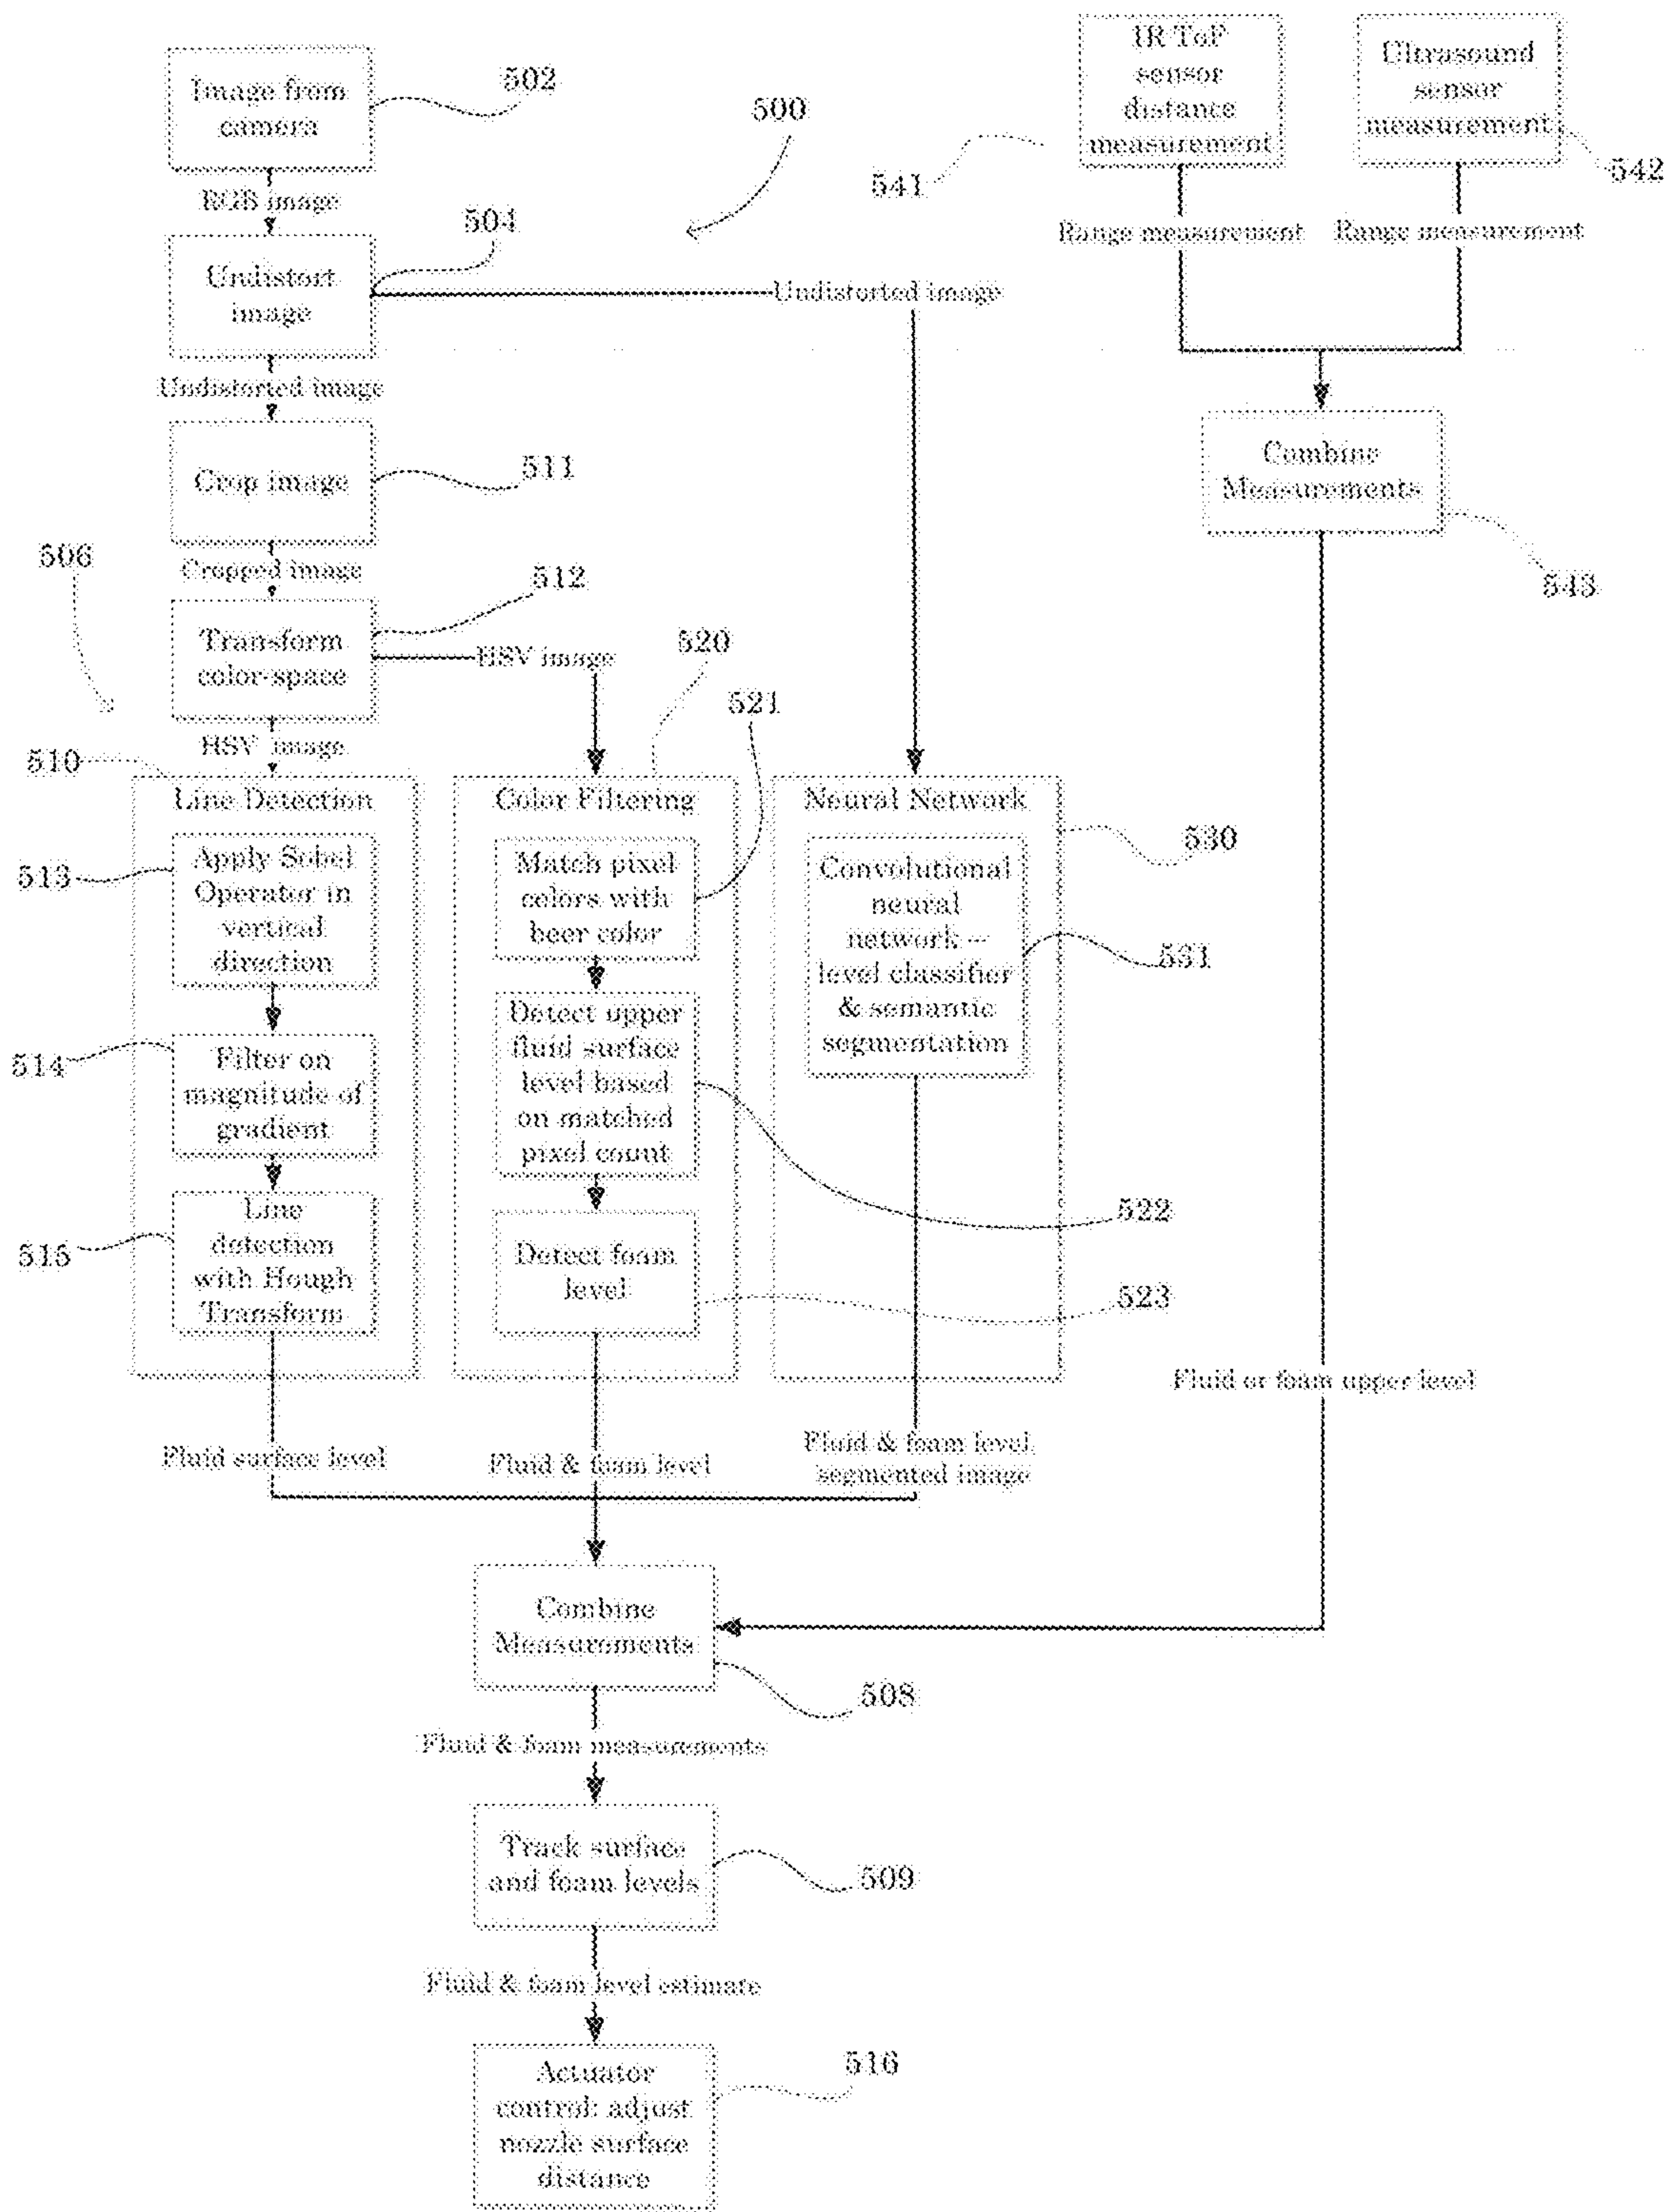 Image from
camera
502
500
IR ToF
sensor
distance
measurement
541
Ultrasound
sensor
measurement
542
RGB image
504
Range measurement
Range measurement
Undistort
image
Undistorted image
Undistorted image
Crop image
511
Combine
Measurements
543
506
Cropped image
512
Transform
color-space
HSV image
520
521
HSV image
510
Line Detection
Color Filtering
Neural Network
530
513
Apply Sobel
Operator in
vertical
direction
514
Filter on
magnitude of
gradient
515
Line
detection
with Hough
Transform
Match pixel
colors with
beer color
Detect upper
fluid surface
level based
on matched
pixel count
522
Detect foam
level
523
Convolutional
neural
network –
level classifier
& semantic
segmentation
531
Fluid or foam upper level
Fluid surface level
Fluid & foam level
Fluid & foam level,
segmented image
Combine
Measurements
508
Fluid & foam measurements
Track surface
and foam levels
509
Fluid & foam level estimate
Actuator
control: adjust
nozzle surface
distance
516